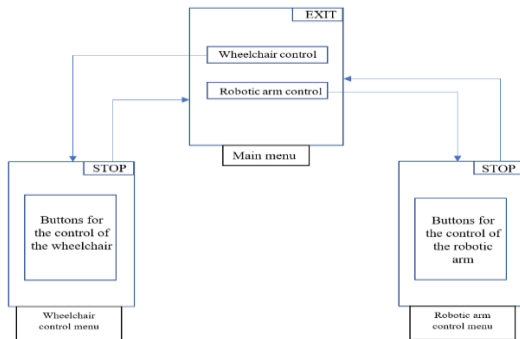 EXIT
Wheelchair control
Robotic arm control
Main menu
STOP
Buttons for
the control of
the wheelchair
Wheelchair
control menu
STOP
Buttons for
the control of
the robotic
arm
Robotic arm
control menu